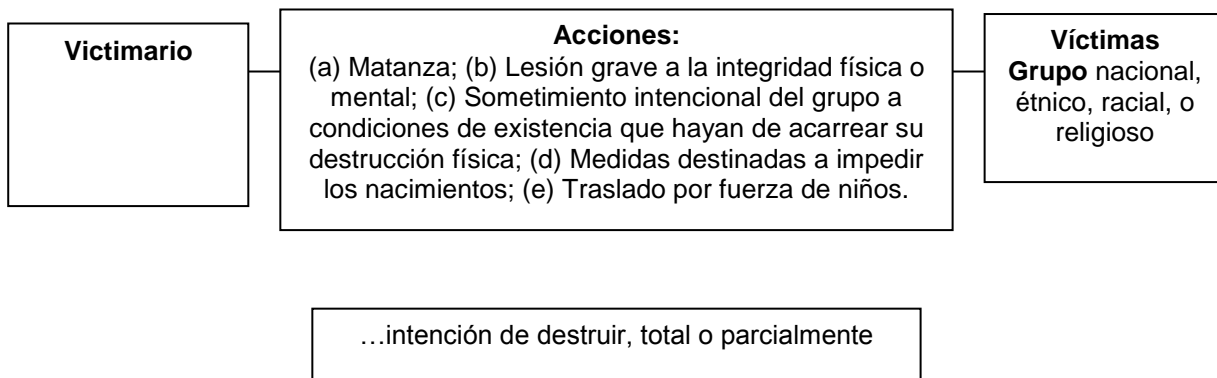 Victimario
Acciones:
(a) Matanza; (b) Lesión grave a la integridad física o
mental; (c) Sometimiento intencional del grupo a
condiciones de existencia que hayan de acarrear su
destrucción física; (d) Medidas destinadas a impedir
los nacimientos; (e) Traslado por fuerza de niños.
Víctimas
Grupo nacional,
étnico, racial, o
religioso
…intención de destruir, total o parcialmente